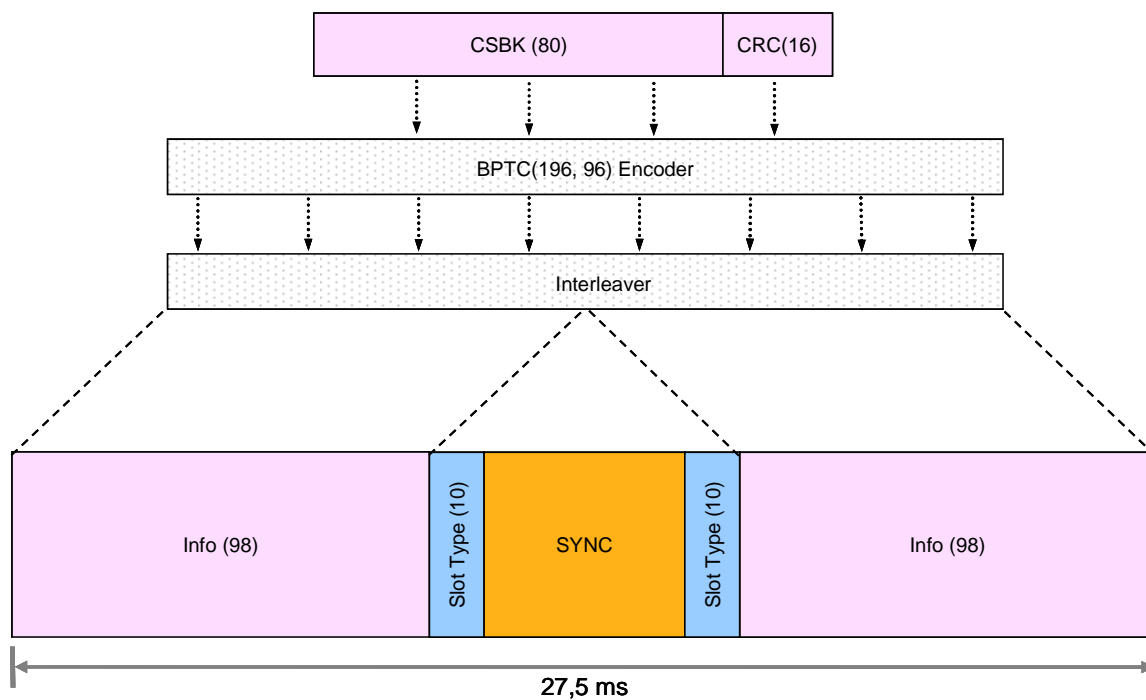 CSBK (80)
CRC(16)
BPTC(196, 96) Encoder
Interleaver
Info (98)
Slot Type (10)
SYNC
Slot Type (10)
Info (98)
27,5 ms